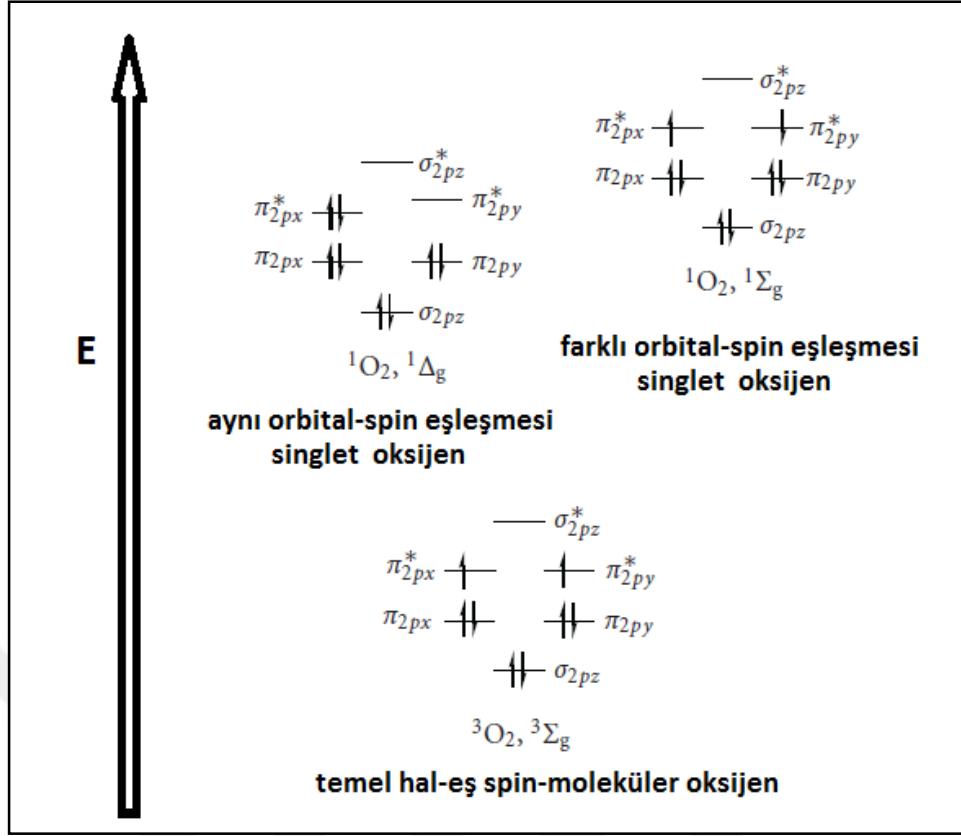 E
σ*2pz
π*2px π*2py
π2px π2py
σ2pz
¹O₂, ¹Σg
farklı orbital-spin eşleşmesi
singlet oksijen
σ*2pz
π*2px π*2py
π2px π2py
σ2pz
¹O₂, ¹Δg
aynı orbital-spin eşleşmesi
singlet oksijen
σ*2pz
π*2px π*2py
π2px π2py
σ2pz
³O₂, ³Σg
temel hal-eş spin-moleküler oksijen